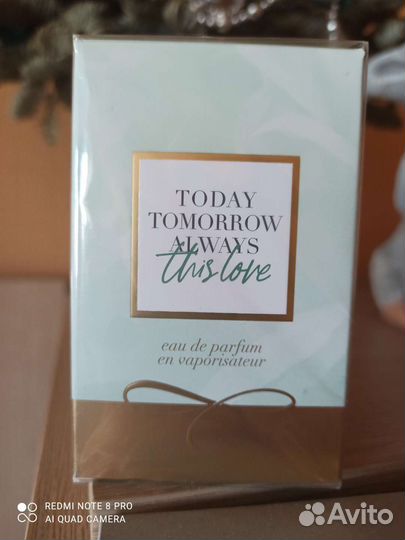 TODAY
TOMORROW
ALWAYS
this love
eau de parfum
en vaporisateur
REDMI NOTE 8 PRO
AI QUAD CAMERA
Avito